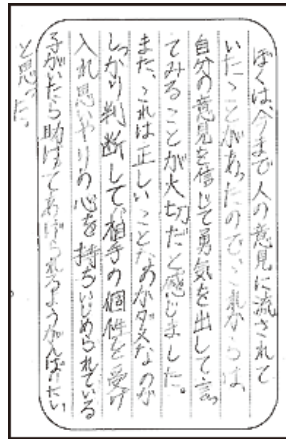 ぼくは、今まで人の意見に流されて
いたことがあったので、これからは、
自分の意見を信じて勇気を出して言っ
てみることが大切だと感じました。
また、これは正しいことなのかダメなのか
しっかり判断して、相手の個性を受け
入れ思いやりの心を持ちいじめられている
子がいたら助けてあげられるようがんばりたい
と思った。